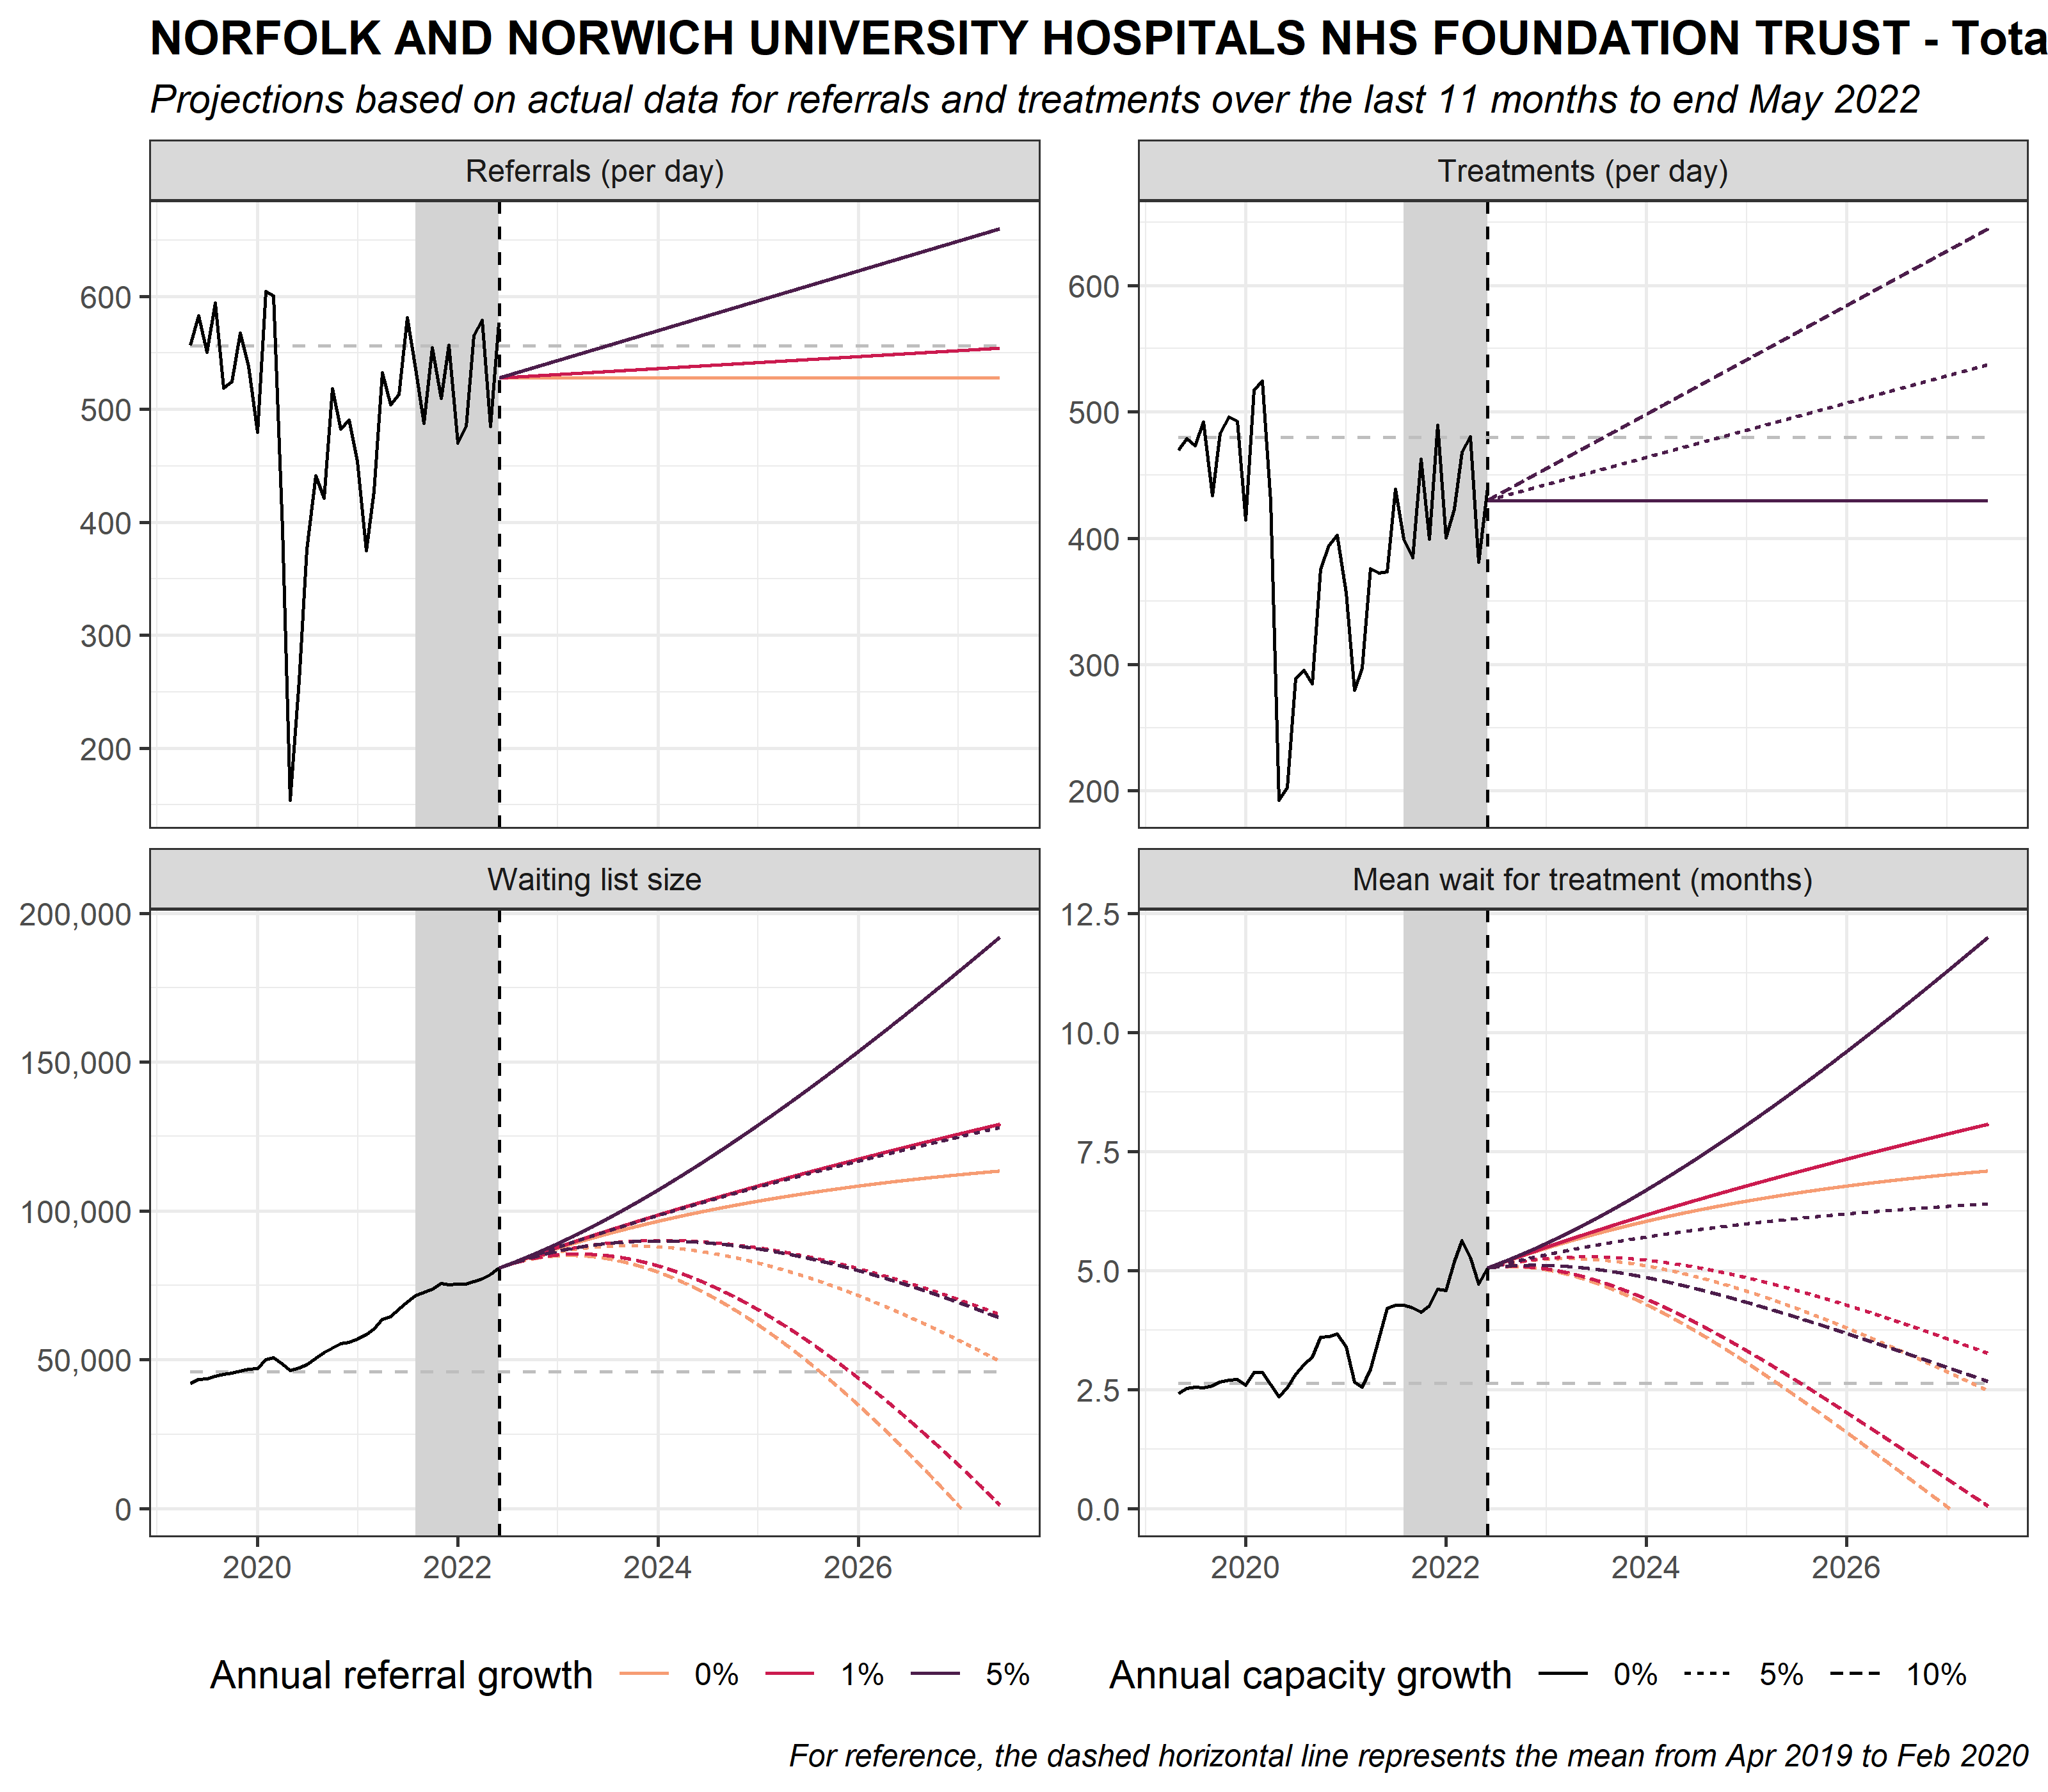 NORFOLK AND NORWICH UNIVERSITY HOSPITALS NHS FOUNDATION TRUST - Tota
Projections based on actual data for referrals and treatments over the last 11 months to end May 2022
Referrals (per day)
600
500
400
300
200
Treatments (per day)
600
500
400
300
200
Waiting list size
200,000
150,000
100,000
50,000
0
2020 2022 2024 2026
Mean wait for treatment (months)
12.5
10.0
7.5
5.0
2.5
0.0
2020 2022 2024 2026
Annual referral growth 0% 1% 5%
Annual capacity growth 0% 5% 10%
For reference, the dashed horizontal line represents the mean from Apr 2019 to Feb 2020